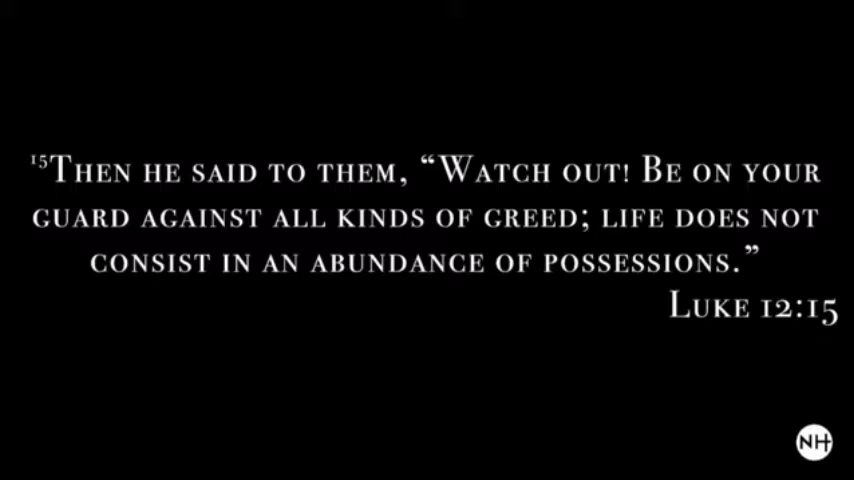 ¹⁵Then he said to them, “Watch out! Be on your
guard against all kinds of greed; life does not
consist in an abundance of possessions.”
Luke 12:15
NH